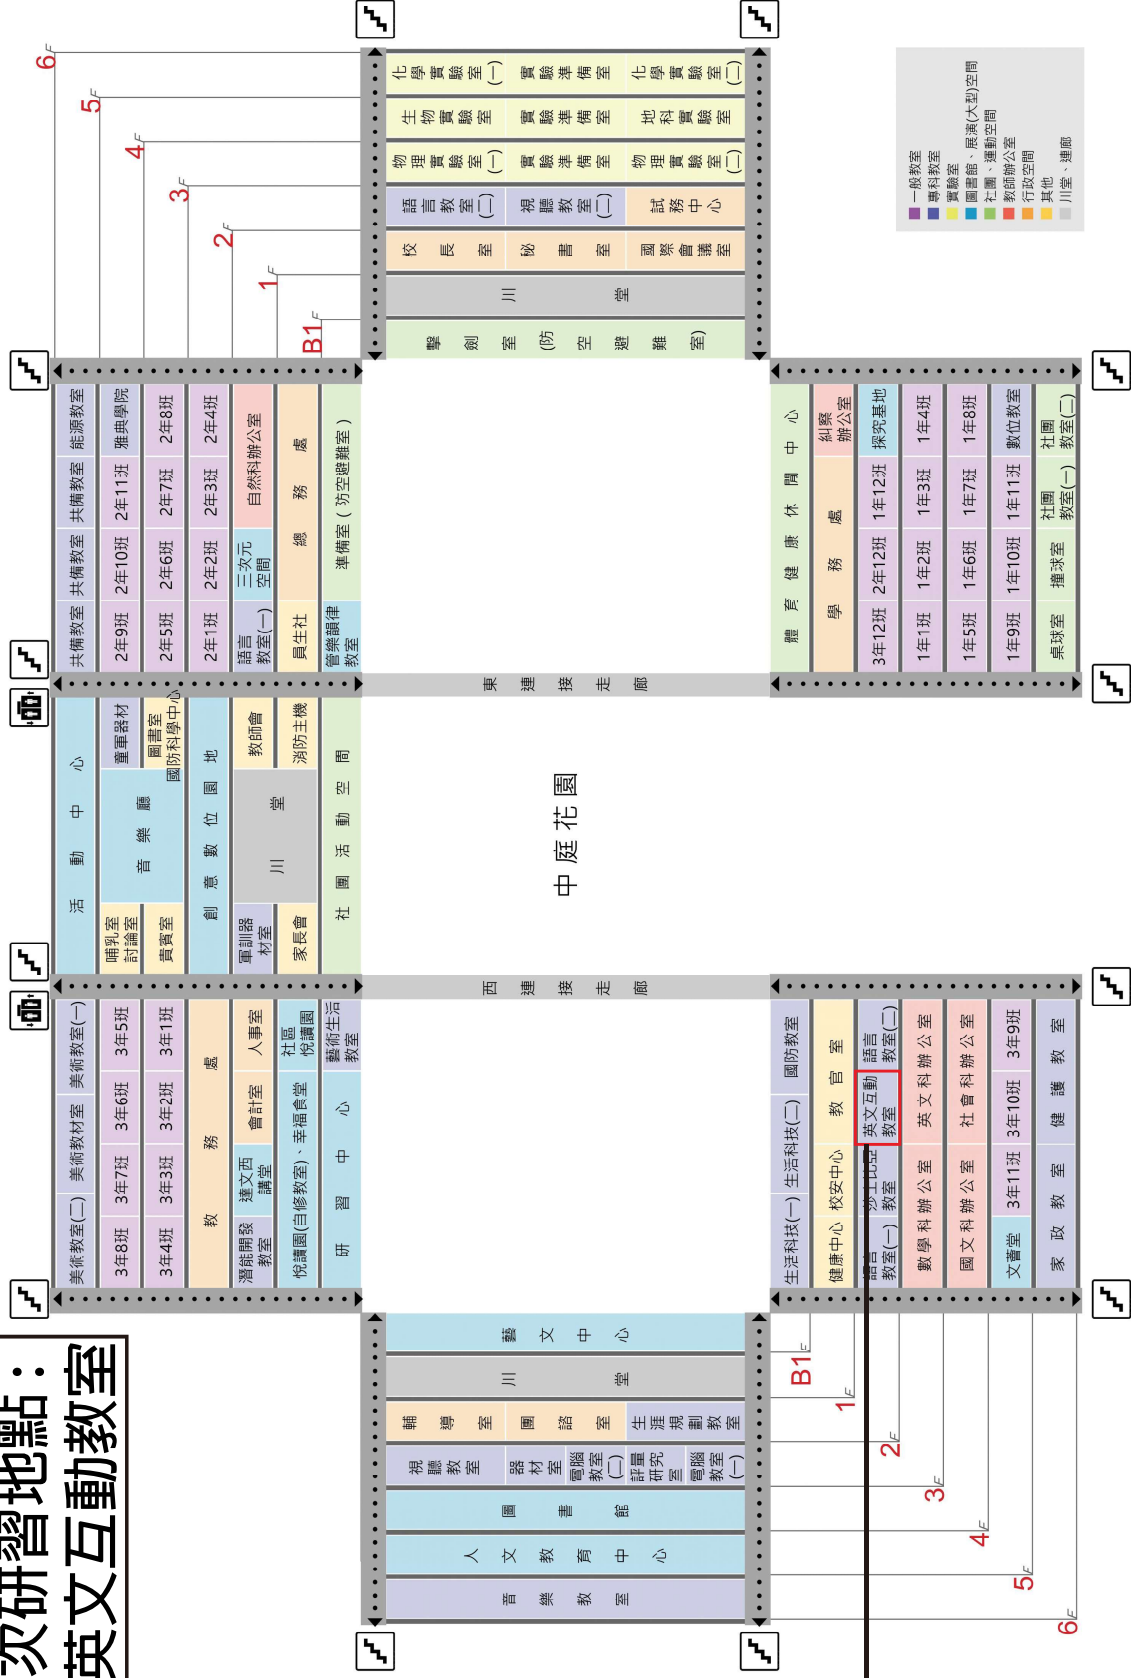 次研習地點：
英文互動教室
一般教室
專科教室
實驗室
圖書館、展演(大型)空間
社團、運動空間
教師辦公室
行政空間
其他
川堂、連廊
6F
5F
4F
3F
2F
1F
B1F
美術教室(二) 美術教材室 美術教室(一)
3年8班 3年7班 3年6班 3年5班
3年4班 3年3班 3年2班 3年1班
教務處
潛能開發
教室
達文西
講堂
會計室
人事室
悅讀園(自修教室)、幸福食堂
社區
悅讀園
研習中心
藝術生活
教室
活動中心
哺乳室
討論室
音樂廳
童軍器材
貴賓室
圖書室
國防科學中心
創意數位園地
軍訓器
材室
川堂
教師會
家長會
消防主機
社團活動空間
共備教室 共備教室 共備教室 能源教室
2年9班 2年10班 2年11班 雅典學院
2年5班 2年6班 2年7班 2年8班
2年1班 2年2班 2年3班 2年4班
語言
教室(一)
三次元
空間
自然科辦公室
員生社
總務處
管樂韻律
教室
準備室(防空避難室)
化學實驗室(一) 實驗準備室 化學實驗室(二)
生物實驗室 實驗準備室 地科實驗室
物理實驗室(一) 實驗準備室 物理實驗室(二)
語言教室(二) 視聽教室(二) 試務中心
校長室 秘書室 國際會議室
川堂
擊劍室(防空避難室)
西連接走廊
中庭花園
東連接走廊
藝文中心
川堂
輔導室 團諮室 生涯規劃教室
視聽教室
器材室
電腦
教室
(二)
評量
研究
室
電腦
教室
(一)
圖書館
人文教育中心
音樂教室
生活科技(一) 生活科技(二) 國防教室
健康中心 校安中心 教官室
語言
教室(一)
沙士比亞
教室
英文互動
教室
語言
教室(二)
數學科辦公室 英文科辦公室
國文科辦公室 社會科辦公室
文薈堂 3年11班 3年10班 3年9班
家政教室 健護教室
體育健康休閒中心
學務處
糾察
辦公室
3年12班 2年12班 1年12班 探究基地
1年1班 1年2班 1年3班 1年4班
1年5班 1年6班 1年7班 1年8班
1年9班 1年10班 1年11班 數位教室
桌球室 撞球室
社團
教室(一)
社團
教室(二)
B1F
1F
2F
3F
4F
5F
6F